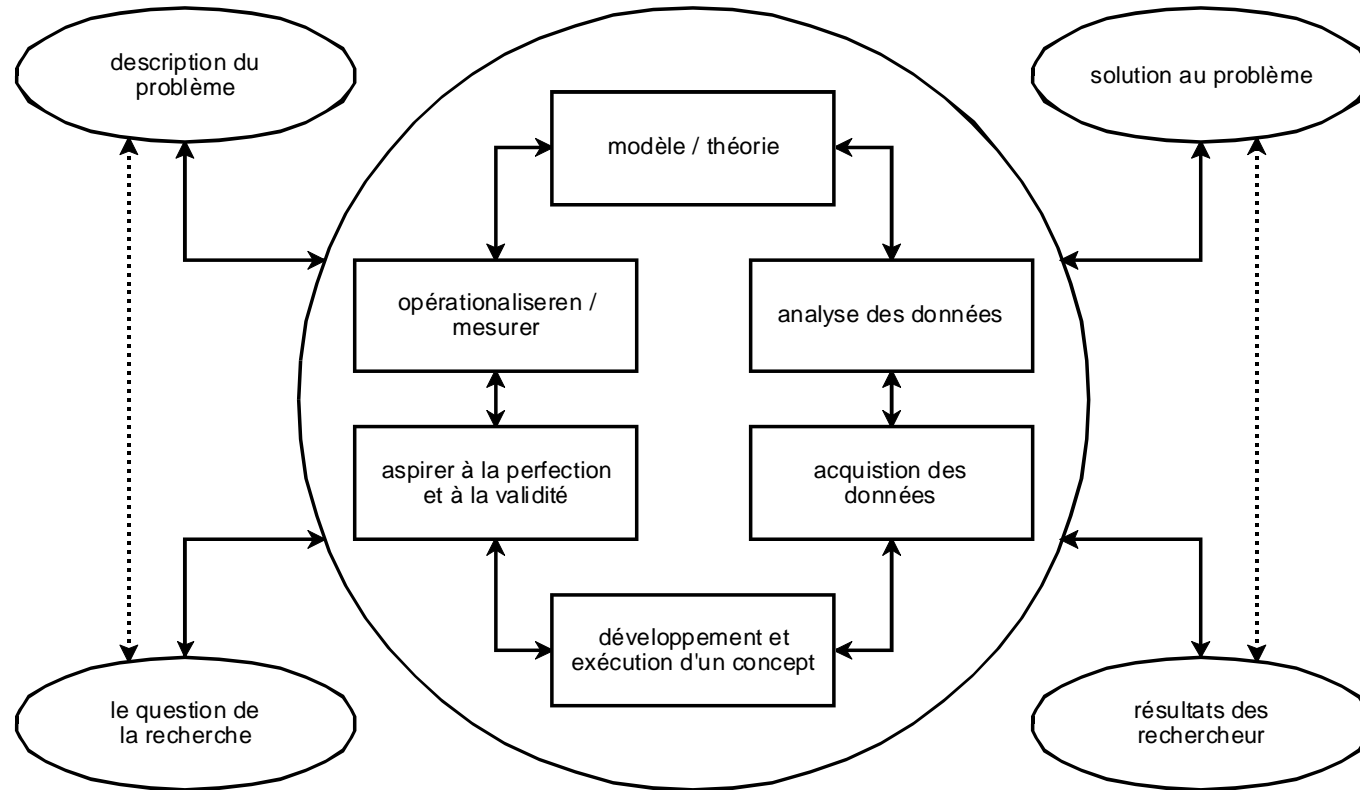 description du
problème
solution au problème
modèle / théorie
opérationaliseren /
mesurer
analyse des données
aspirer à la perfection
et à la validité
acquistion des
données
développement et
exécution d'un concept
le question de
la recherche
résultats des
rechercheur